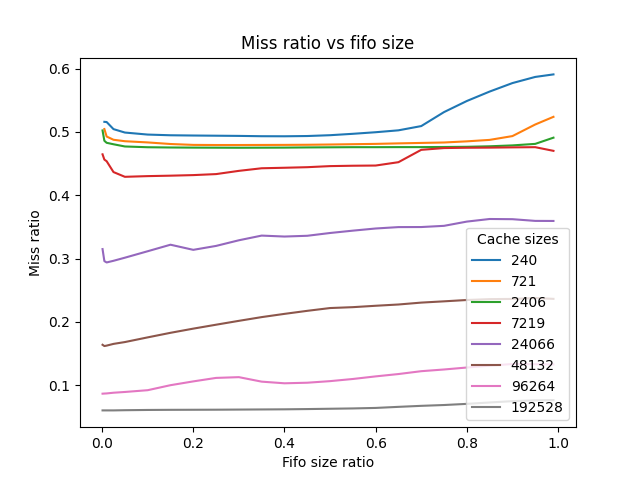 Miss ratio vs fifo size
0.6
0.5
0.4
0.3
0.2
0.1
Miss ratio
Cache sizes
240
721
2406
7219
24066
48132
96264
192528
0.0 0.2 0.4 0.6 0.8 1.0
Fifo size ratio